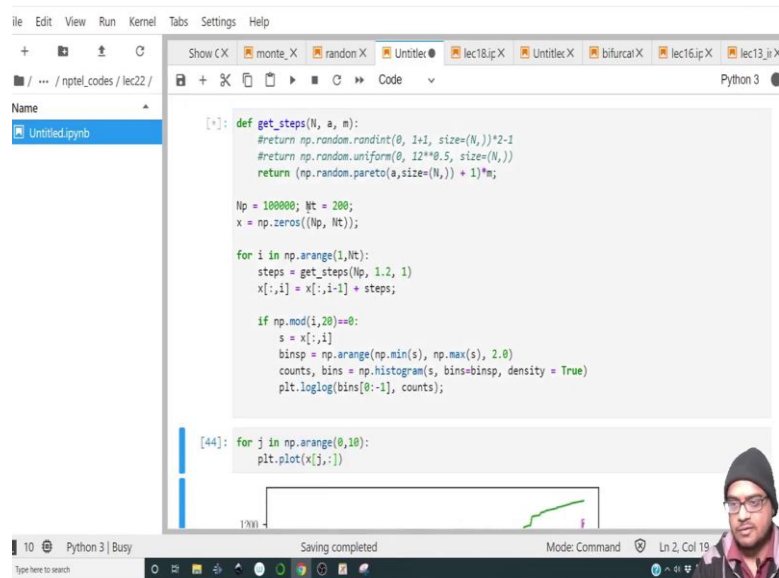 ile Edit View Run Kernel Tabs Settings Help
Show C X monte_ X randon X Untitlec lec18.ip X Untitlec X bifurcat X lec16.ip X lec13_ir X
/ ··· / nptel_codes / lec22 /
Code
Python 3
Name
Untitled.ipynb
[*]: def get_steps(N, a, m):
#return np.random.randint(0, 1+1, size=(N,))*2-1
#return np.random.uniform(0, 12**0.5, size=(N,))
return (np.random.pareto(a,size=(N,)) + 1)*m;
Np = 100000; Nt = 200;
x = np.zeros((Np, Nt));
for i in np.arange(1,Nt):
steps = get_steps(Np, 1.2, 1)
x[:,i] = x[:,i-1] + steps;
if np.mod(i,20)==0:
s = x[:,i]
binsp = np.arange(np.min(s), np.max(s), 2.0)
counts, bins = np.histogram(s, bins=binsp, density = True)
plt.loglog(bins[0:-1], counts);
[44]: for j in np.arange(0,10):
plt.plot(x[j,:])
1200
10 Python 3 | Busy Saving completed Mode: Command Ln 2, Col 19
Type here to search